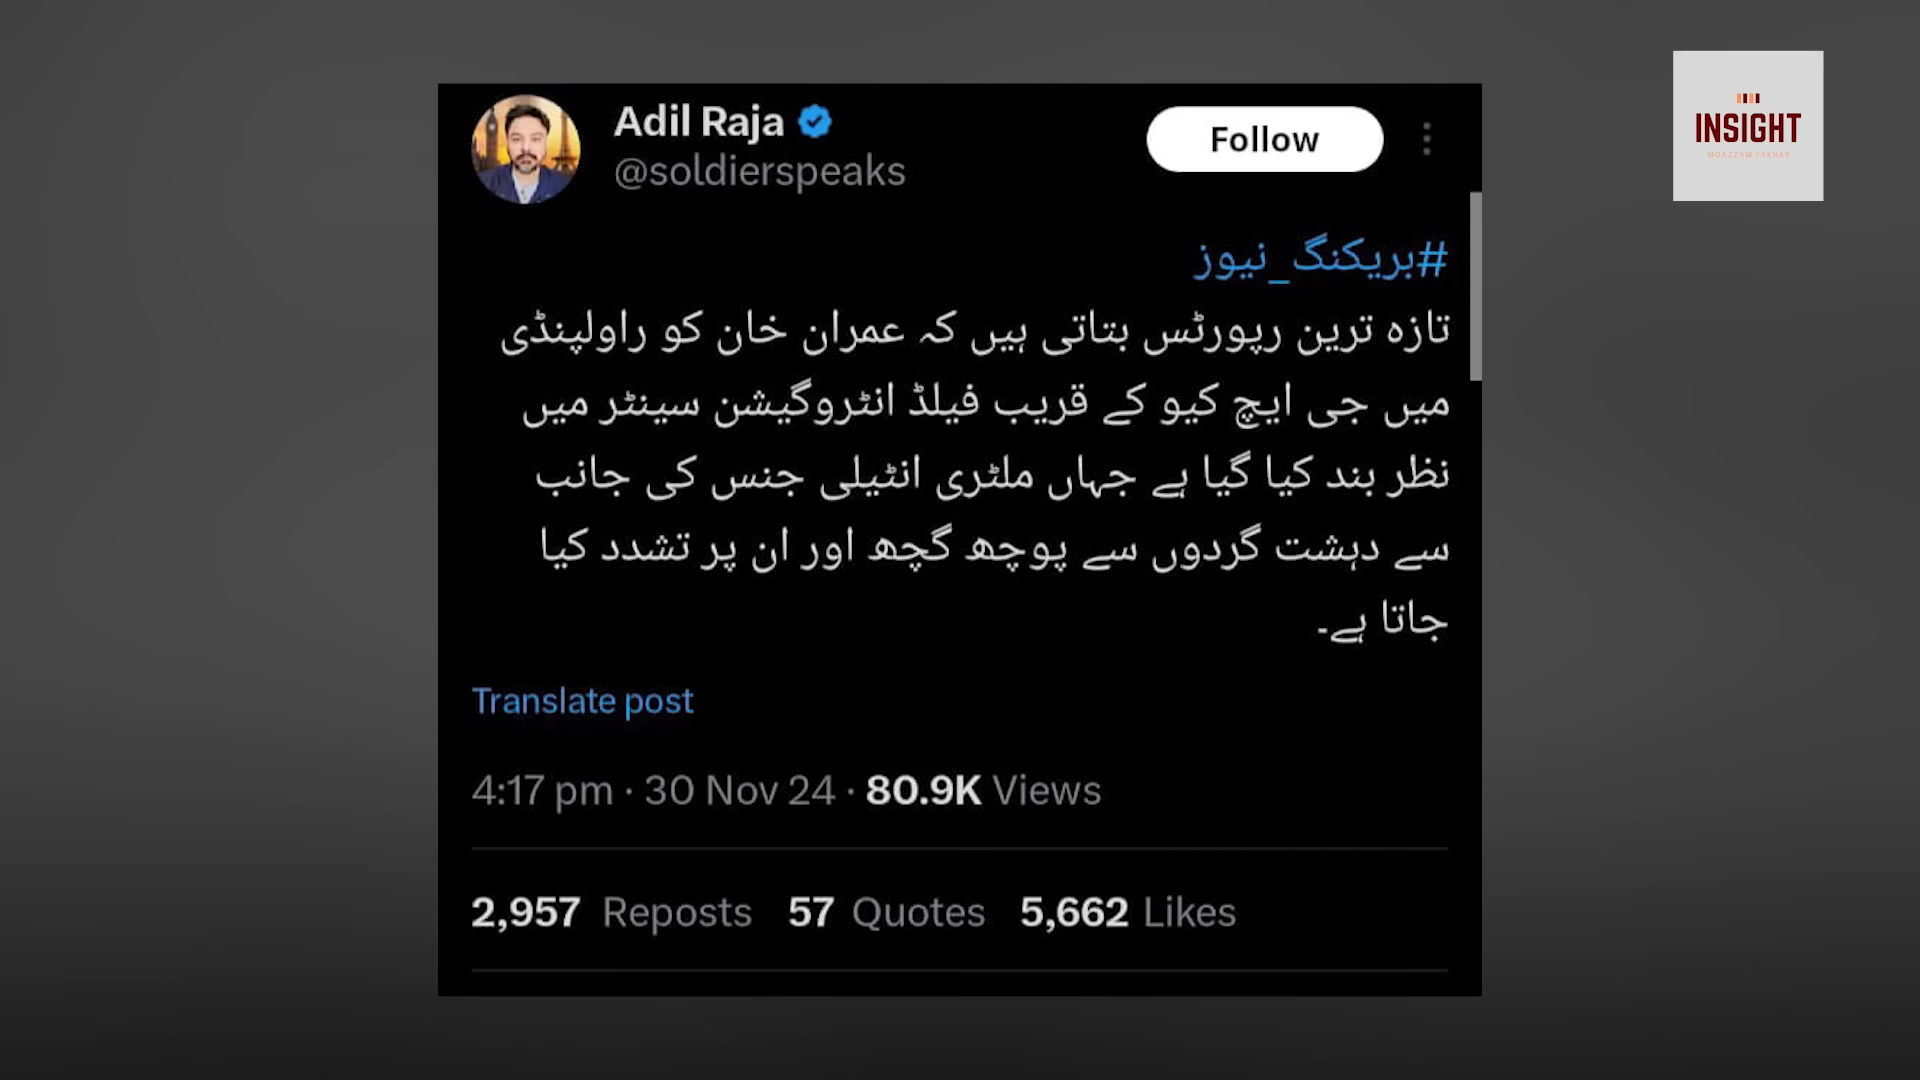 Adil Raja
@soldierspeaks
Follow
INSIGHT
MOAZZAM FAKHAR
#بریکنگ_نیوز
تازہ ترین رپورٹس بتاتی ہیں کہ عمران خان کو راولپنڈی
میں جی ایچ کیو کے قریب فیلڈ انٹروگیشن سینٹر میں
نظر بند کیا گیا ہے جہاں ملٹری انٹیلی جنس کی جانب
سے دہشت گردوں سے پوچھ گچھ اور ان پر تشدد کیا
جاتا ہے۔
Translate post
4:17 pm · 30 Nov 24 · 80.9K Views
2,957 Reposts 57 Quotes 5,662 Likes